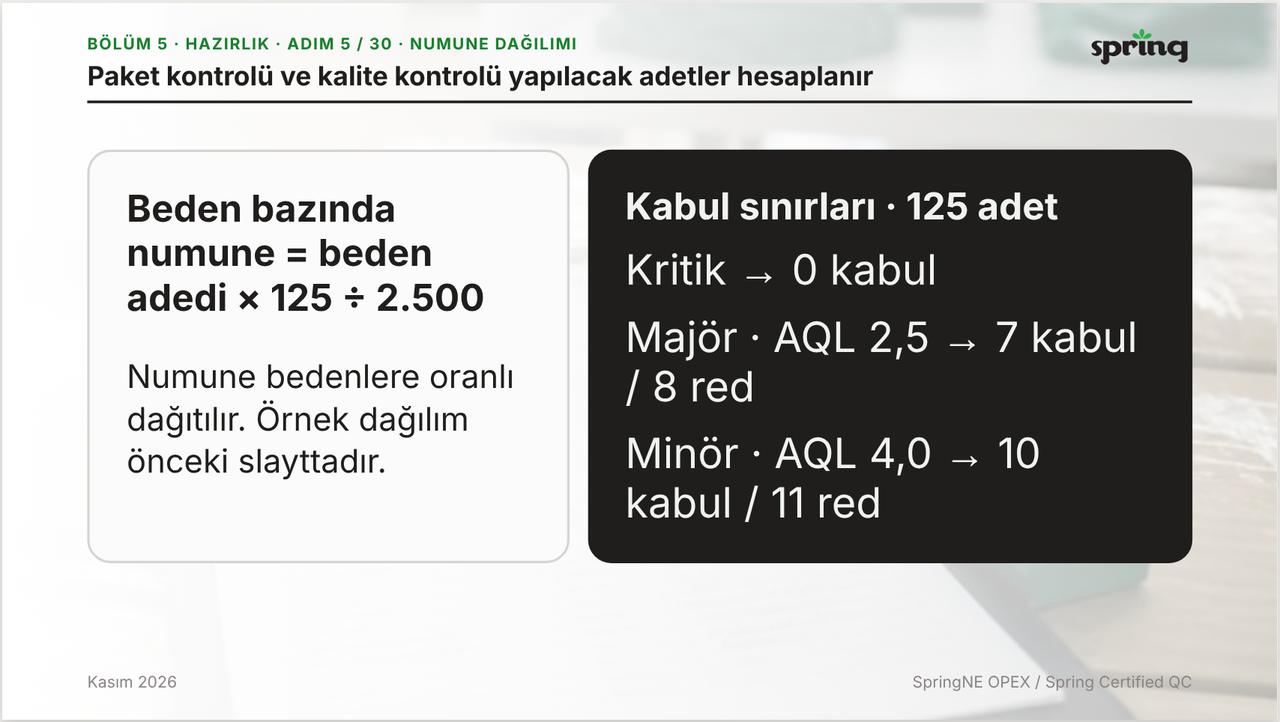 BÖLÜM 5 · HAZIRLIK · ADIM 5 / 30 · NUMUNE DAĞILIMI
spring
Paket kontrolü ve kalite kontrolü yapılacak adetler hesaplanır
Beden bazında
numune = beden
adedi × 125 ÷ 2.500
Numune bedenlere oranlı
dağıtılır. Örnek dağılım
önceki slayttadır.
Kabul sınırları · 125 adet
Kritik → 0 kabul
Majör · AQL 2,5 → 7 kabul
/ 8 red
Minör · AQL 4,0 → 10
kabul / 11 red
Kasım 2026
SpringNE OPEX / Spring Certified QC